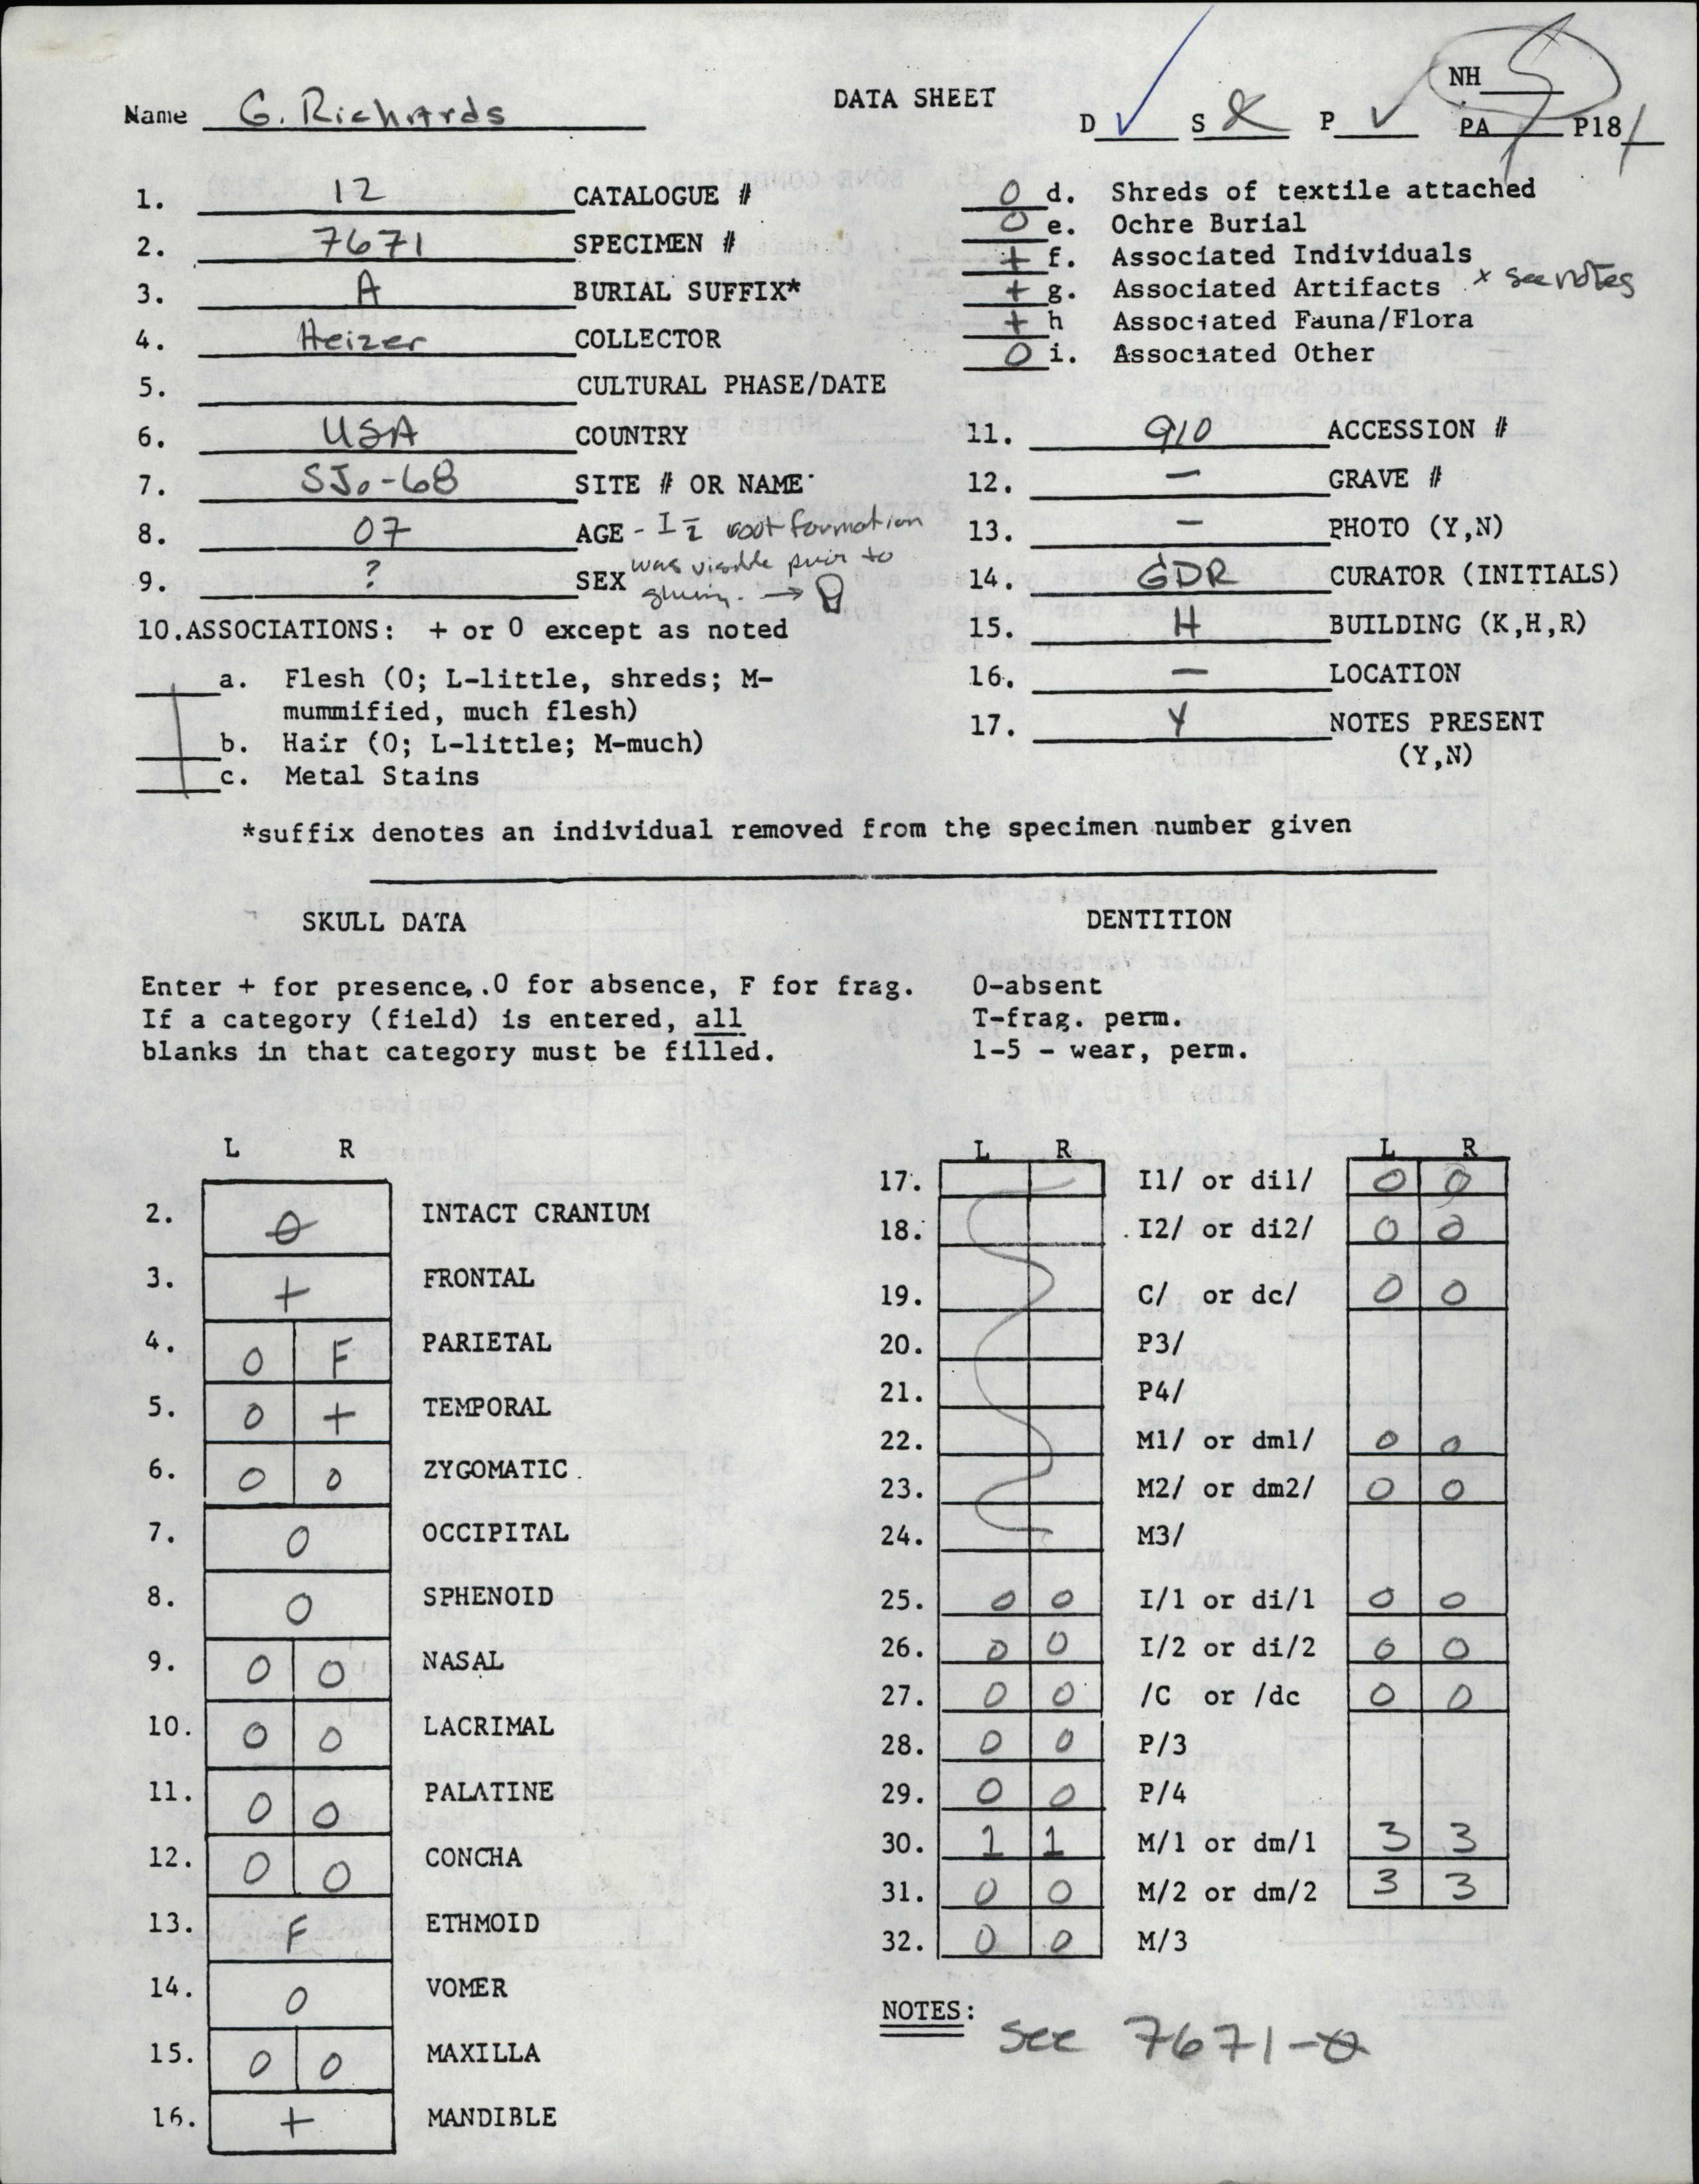 DATA SHEET
NH
Name G. Richards
D ✓ S P ✓ PA P18/
1. 12 CATALOGUE #
2. 7671 SPECIMEN #
3. A BURIAL SUFFIX*
4. Heizer COLLECTOR
5. CULTURAL PHASE/DATE
6. USA COUNTRY
7. SJo-68 SITE # OR NAME
8. 07 AGE - I root formation
was visible prior to
9. ? SEX gluing. →
10. ASSOCIATIONS: + or 0 except as noted
a. Flesh (0; L-little, shreds; M-
mummified, much flesh)
b. Hair (0; L-little; M-much)
c. Metal Stains
0 d. Shreds of textile attached
0 e. Ochre Burial
+ f. Associated Individuals
+ g. Associated Artifacts x see notes
+ h Associated Fauna/Flora
0 i. Associated Other
11. 910 ACCESSION #
12. — GRAVE #
13. — PHOTO (Y,N)
14. GDR CURATOR (INITIALS)
15. H BUILDING (K,H,R)
16. — LOCATION
17. Y NOTES PRESENT
(Y,N)
*suffix denotes an individual removed from the specimen number given
SKULL DATA
Enter + for presence, 0 for absence, F for frag.
If a category (field) is entered, all
blanks in that category must be filled.
L R
2. 0 INTACT CRANIUM
3. + FRONTAL
4. 0 F PARIETAL
5. 0 + TEMPORAL
6. 0 0 ZYGOMATIC
7. 0 OCCIPITAL
8. 0 SPHENOID
9. 0 0 NASAL
10. 0 0 LACRIMAL
11. 0 0 PALATINE
12. 0 0 CONCHA
13. F ETHMOID
14. 0 VOMER
15. 0 0 MAXILLA
16. + MANDIBLE
DENTITION
0-absent
T-frag. perm.
1-5 - wear, perm.
L R L R
17. I1/ or di1/ 0 0
18. I2/ or di2/ 0 0
19. C/ or dc/ 0 0
20. P3/
21. P4/
22. M1/ or dm1/ 0 0
23. M2/ or dm2/ 0 0
24. M3/
25. 0 0 I/1 or di/1 0 0
26. 0 0 I/2 or di/2 0 0
27. 0 0 /C or /dc 0 0
28. 0 0 P/3
29. 0 0 P/4
30. 1 1 M/1 or dm/1 3 3
31. 0 0 M/2 or dm/2 3 3
32. 0 0 M/3
NOTES: see 7671-0